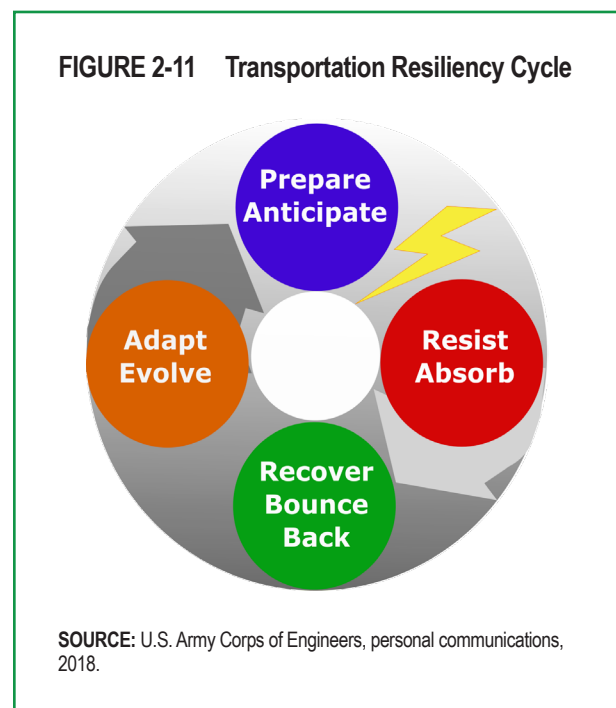 FIGURE 2-11 Transportation Resiliency Cycle
Prepare
Anticipate
Resist
Absorb
Recover
Bounce
Back
Adapt
Evolve
SOURCE: U.S. Army Corps of Engineers, personal communications,
2018.